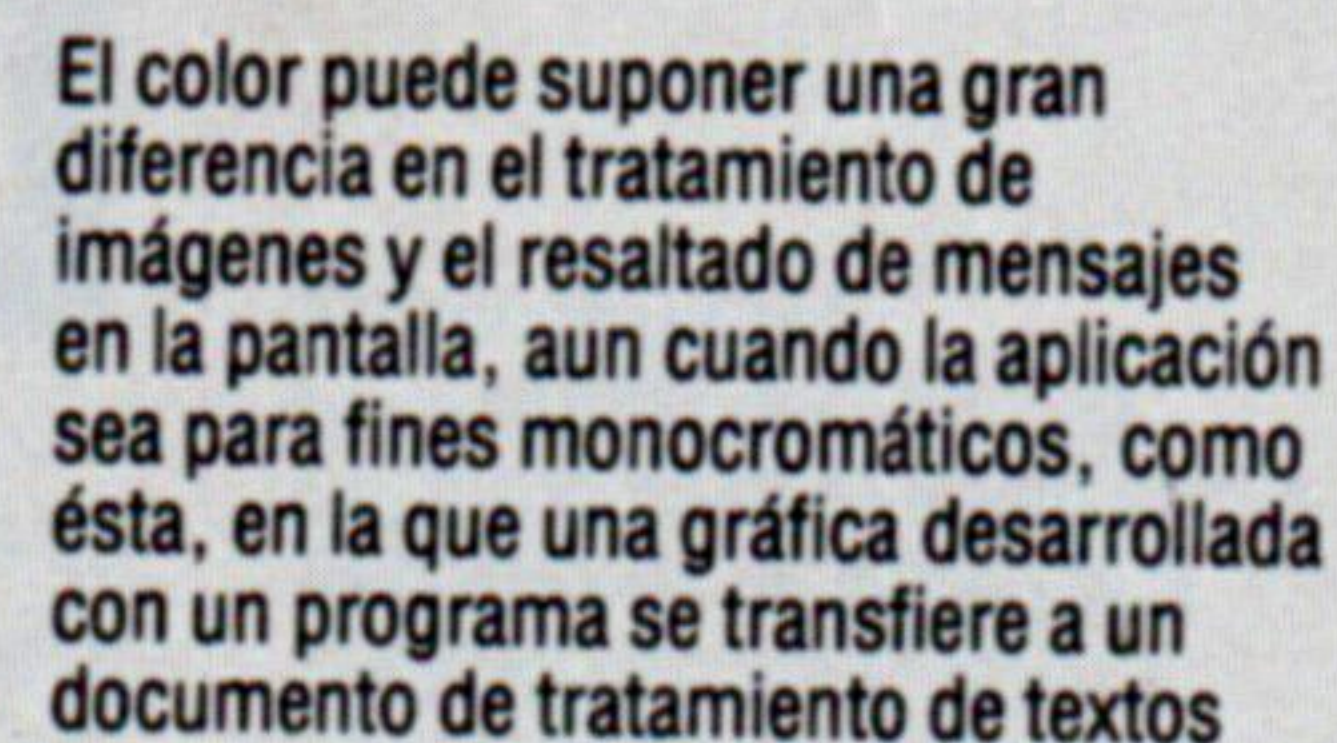 El color puede suponer una gran
diferencia en el tratamiento de
imágenes y el resaltado de mensajes
en la pantalla, aun cuando la aplicación
sea para fines monocromáticos, como
ésta, en la que una gráfica desarrollada
con un programa se transfiere a un
documento de tratamiento de textos